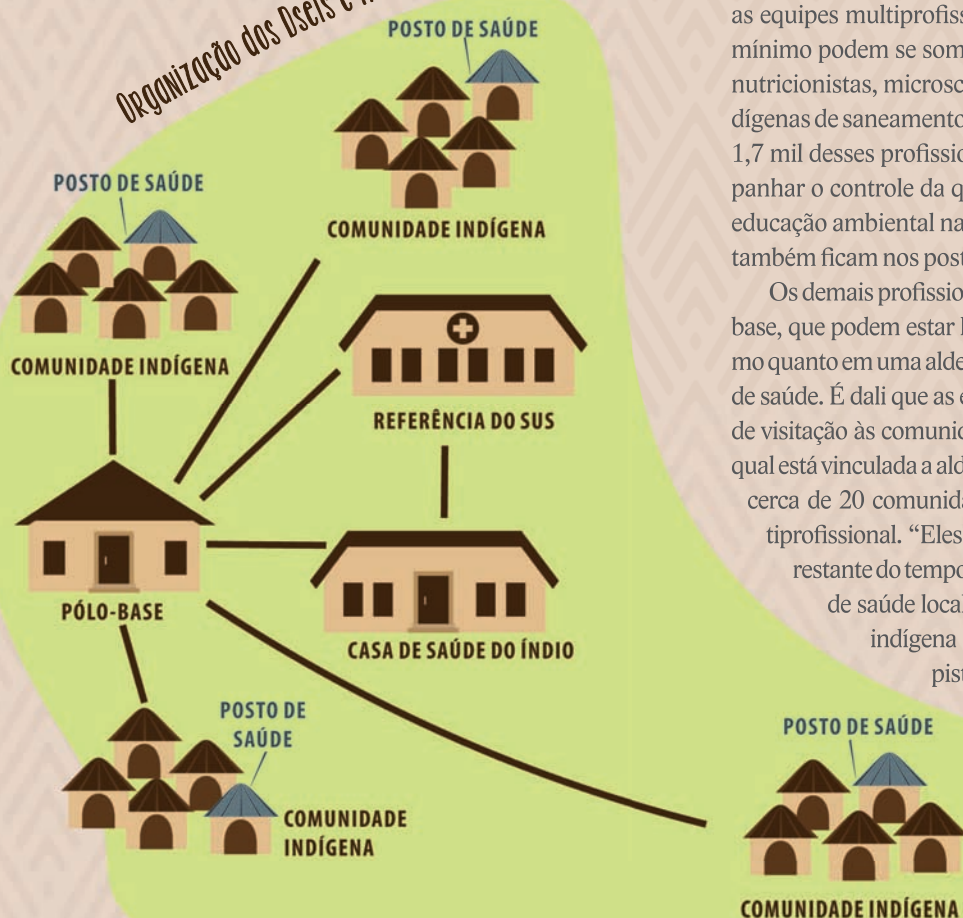 Organização dos Dseis e
POSTO DE SAÚDE
COMUNIDADE INDÍGENA
POSTO DE SAÚDE
COMUNIDADE INDÍGENA
REFERÊNCIA DO SUS
PÓLO-BASE
CASA DE SAÚDE DO ÍNDIO
POSTO DE
SAÚDE
COMUNIDADE
INDÍGENA
POSTO DE SAÚDE
COMUNIDADE INDÍGENA
as equipes multiprofiss
mínimo podem se som
nutricionistas, microsc
dígenas de saneamento
1,7 mil desses profissio
panhar o controle da q
educação ambiental na
também ficam nos post
Os demais profissio
base, que podem estar
mo quanto em uma alde
de saúde. É dali que as
de visitação às comunic
qual está vinculada a ald
cerca de 20 comunida
tiprofissional. “Eles
restante do tempo
de saúde local
indígena
pist